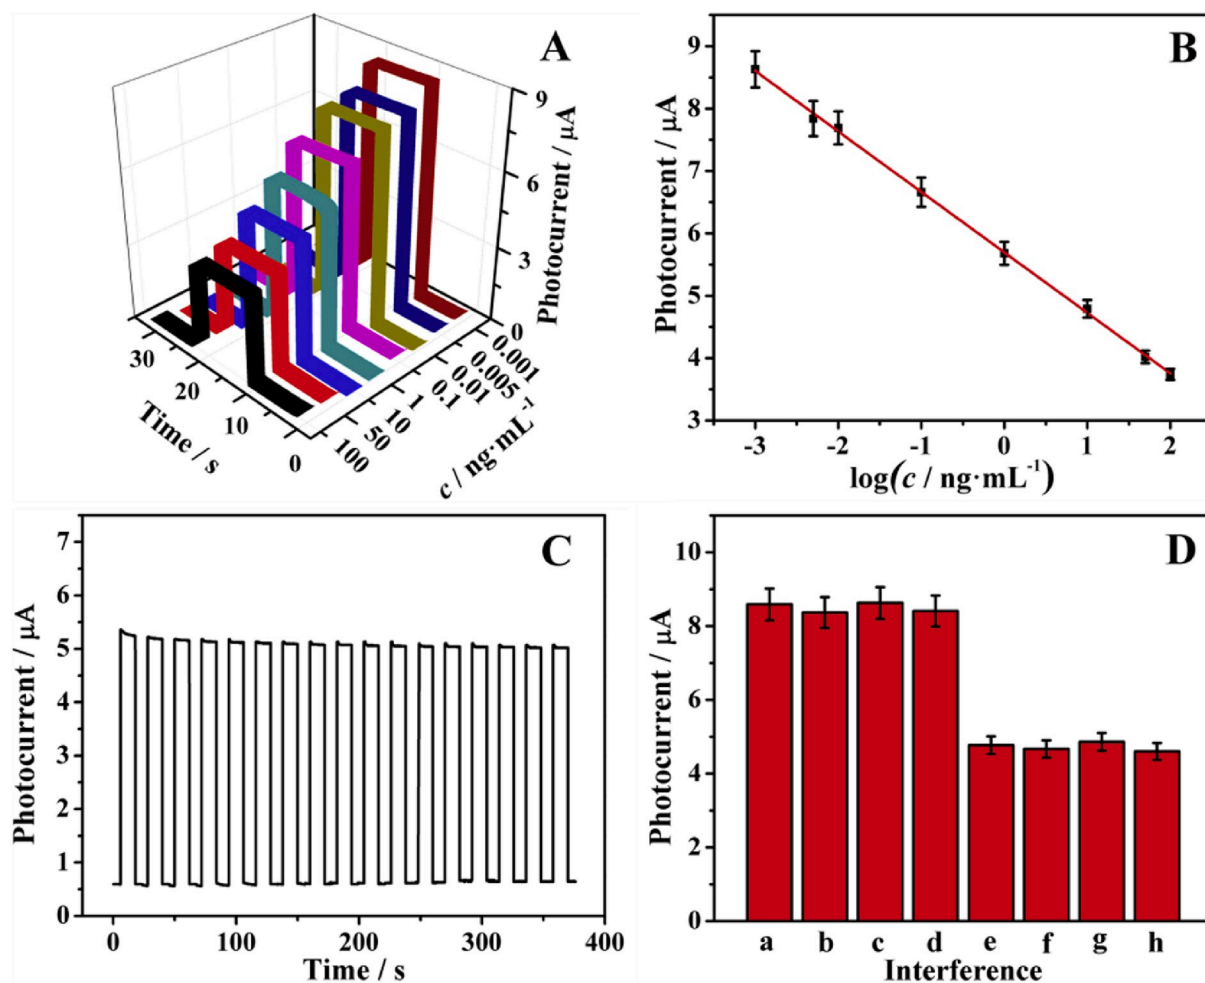 A
Photocurrent / μA
9
6
3
0
30
20
10
0
Time / s
0.001
0.005
0.01
0.1
1
10
50
100
c / ng·mL⁻¹
B
Photocurrent / μA
9
8
7
6
5
4
3
-3 -2 -1 0 1 2
log(c / ng·mL⁻¹)
C
Photocurrent / μA
7
6
5
4
3
2
1
0
0 100 200 300 400
Time / s
D
Photocurrent / μA
10
8
6
4
2
0
a b c d e f g h
Interference